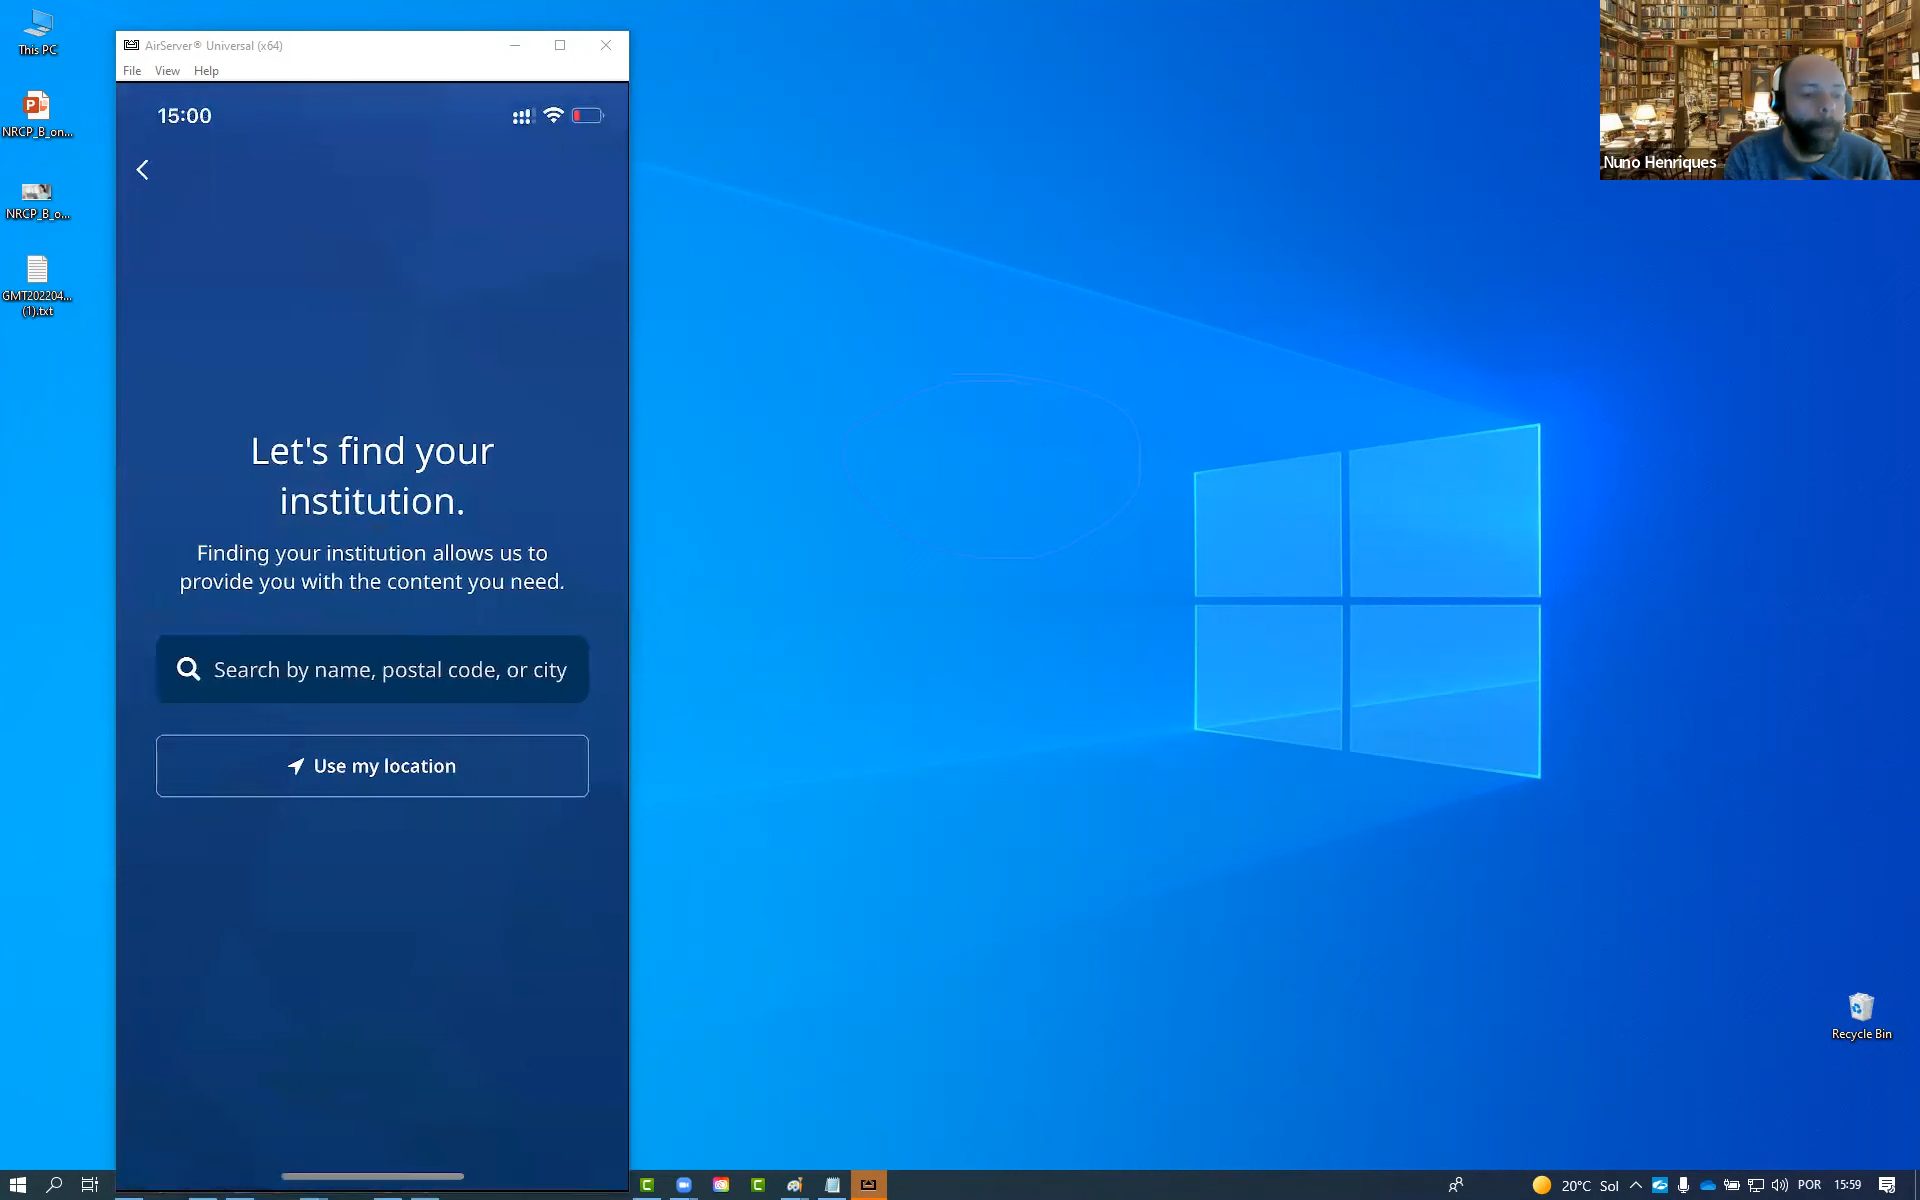 This PC
NRCP_B_on...
NRCP_B_o...
GMT202204...
(1).txt
AirServer® Universal (x64)
File View Help
15:00
Let's find your
institution.
Finding your institution allows us to
provide you with the content you need.
Search by name, postal code, or city
Use my location
Nuno Henriques
Recycle Bin
20°C Sol
POR
15:59